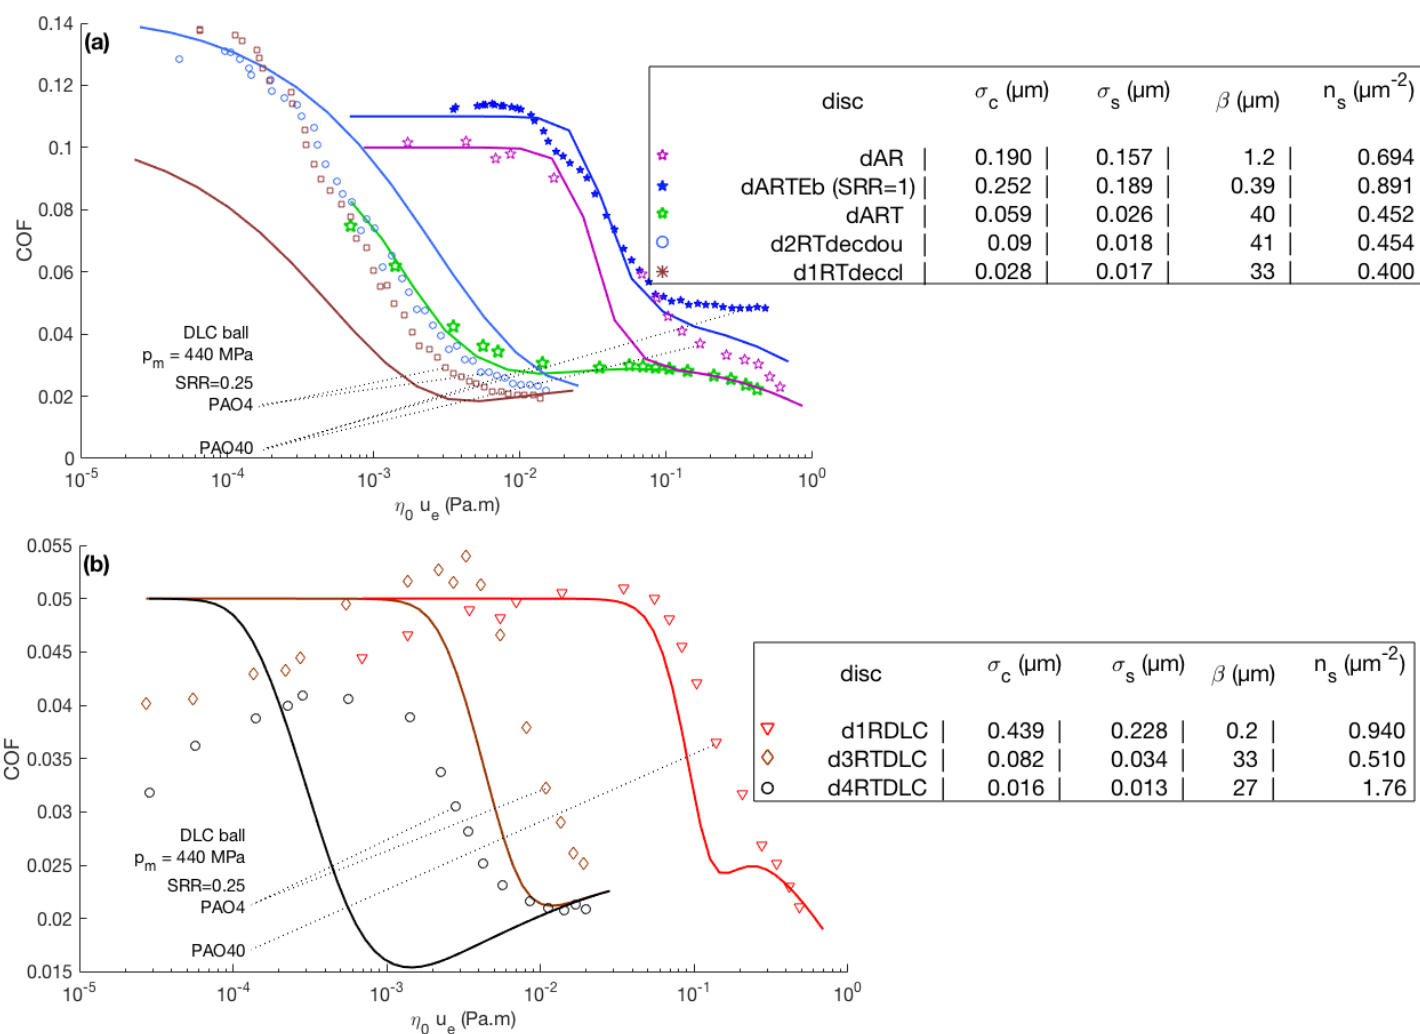 (a)
0.14
0.12
0.1
0.08
0.06
0.04
0.02
0
COF
10-5 10-4 10-3 10-2 10-1 100
η0 ue (Pa.m)
DLC ball
pm = 440 MPa
SRR=0.25
PAO4
PAO40
disc σc (μm) σs (μm) β (μm) ns (μm-2)
dAR | 0.190 | 0.157 | 1.2 | 0.694
dARTEb (SRR=1) | 0.252 | 0.189 | 0.39 | 0.891
dART | 0.059 | 0.026 | 40 | 0.452
d2RTdecdou | 0.09 | 0.018 | 41 | 0.454
d1RTdeccl | 0.028 | 0.017 | 33 | 0.400
(b)
0.055
0.05
0.045
0.04
0.035
0.03
0.025
0.02
0.015
COF
10-5 10-4 10-3 10-2 10-1 100
η0 ue (Pa.m)
DLC ball
pm = 440 MPa
SRR=0.25
PAO4
PAO40
disc σc (μm) σs (μm) β (μm) ns (μm-2)
d1RDLC | 0.439 | 0.228 | 0.2 | 0.940
d3RTDLC | 0.082 | 0.034 | 33 | 0.510
d4RTDLC | 0.016 | 0.013 | 27 | 1.76